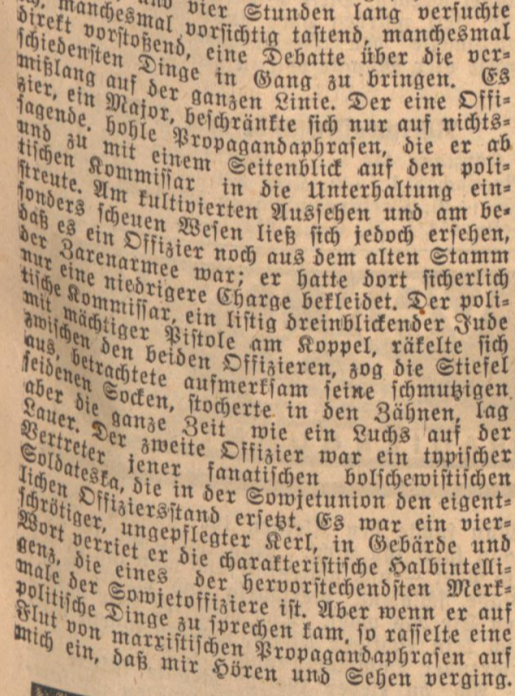 manchesmal und vier Stunden lang versuchte
direkt vorstoßend, vorsichtig tastend, manchesmal
schiedensten Dinge eine Debatte über die ver-
mißlang auf der in Gang zu bringen. Es
zier, ein Major, ganzen Linie. Der eine Offi-
sagende, hohle beschränkte sich nur auf nichts-
und zu mit Propagandaphrasen, die er ab
tischen Kommissar einem Seitenblick auf den poli-
streute. Am kultivierten in die Unterhaltung ein-
sonders scheuen Wesen Aussehen und am be-
daß es ein Offizier ließ sich jedoch ersehen,
der Zarenarmee noch aus dem alten Stamm
nur eine niedrigere war; er hatte dort sicherlich
tische Kommissar, Charge bekleidet. Der poli-
mit mächtiger ein listig dreinblickender Jude
zwischen den Pistole am Koppel, räkelte sich
aus, betrachtete beiden Offizieren, zog die Stiefel
seidenen Socken, aufmerksam seine schmutzigen
aber die ganze stocherte in den Zähnen, lag
Lauer. Der Zeit wie ein Luchs auf der
Vertreter zweite Offizier war ein typischer
Soldateska, jener fanatischen bolschewistischen
lichen Offiziersstand die in der Sowjetunion den eigent-
schrötiger, ersetzt. Es war ein vier-
Wort verriet ungepflegter Kerl, in Gebärde und
genz, die er die charakteristische Halbintelli-
male der eines der hervorstechendsten Merk-
politische Sowjetoffiziere ist. Aber wenn er auf
Flut von Dinge zu sprechen kam, so rasselte eine
mich ein, marxistischen Propagandaphrasen auf
daß mir Hören und Sehen verging.